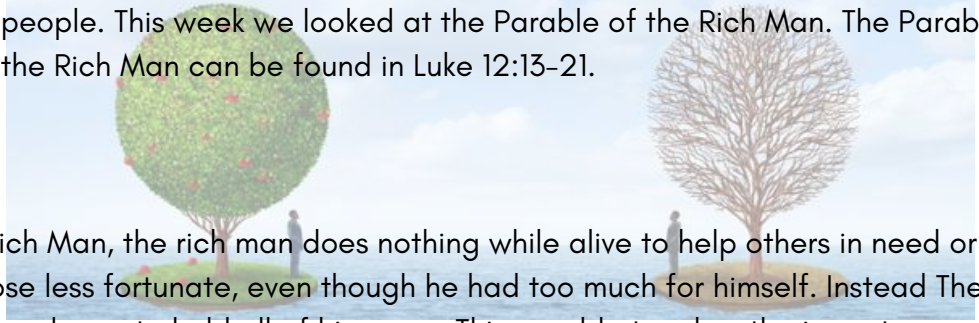 people. This week we looked at the Parable of the Rich Man. The Parab
the Rich Man can be found in Luke 12:13-21.
ich Man, the rich man does nothing while alive to help others in need or
ose less fortunate, even though he had too much for himself. Instead The